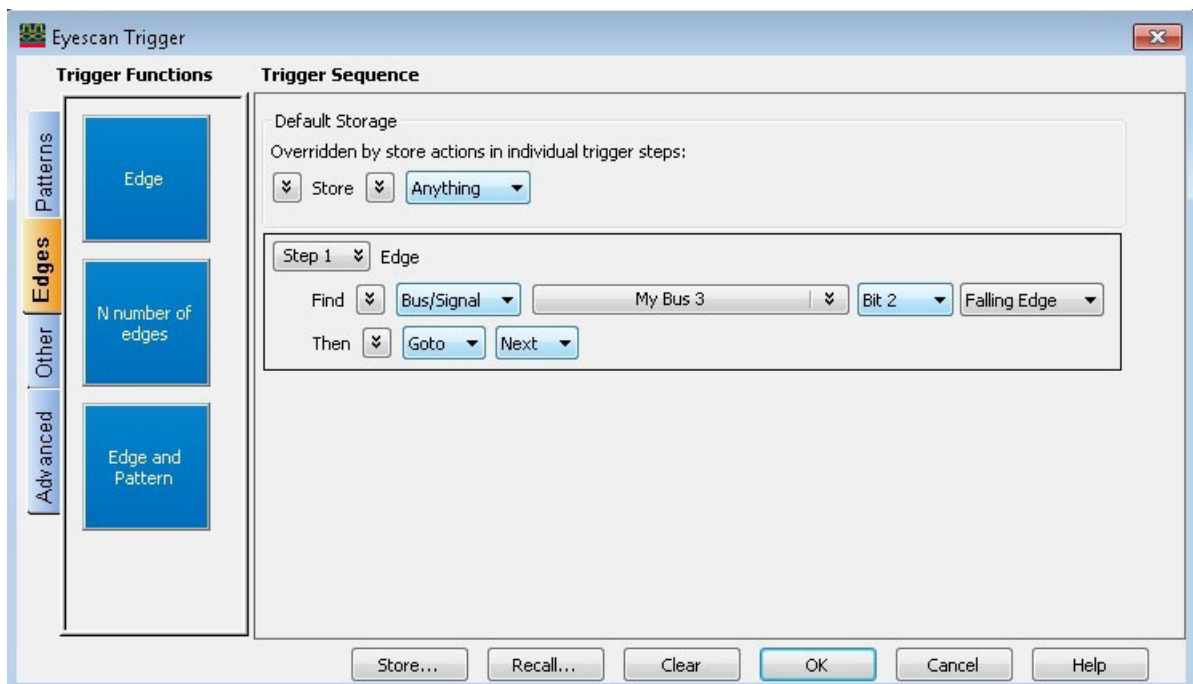 Eyescan Trigger
Trigger Functions
Trigger Sequence
Patterns
Edges
Other
Advanced
Edge
N number of
edges
Edge and
Pattern
Default Storage
Overridden by store actions in individual trigger steps:
Store Anything
Step 1 Edge
Find Bus/Signal My Bus 3 Bit 2 Falling Edge
Then Goto Next
Store... Recall... Clear OK Cancel Help